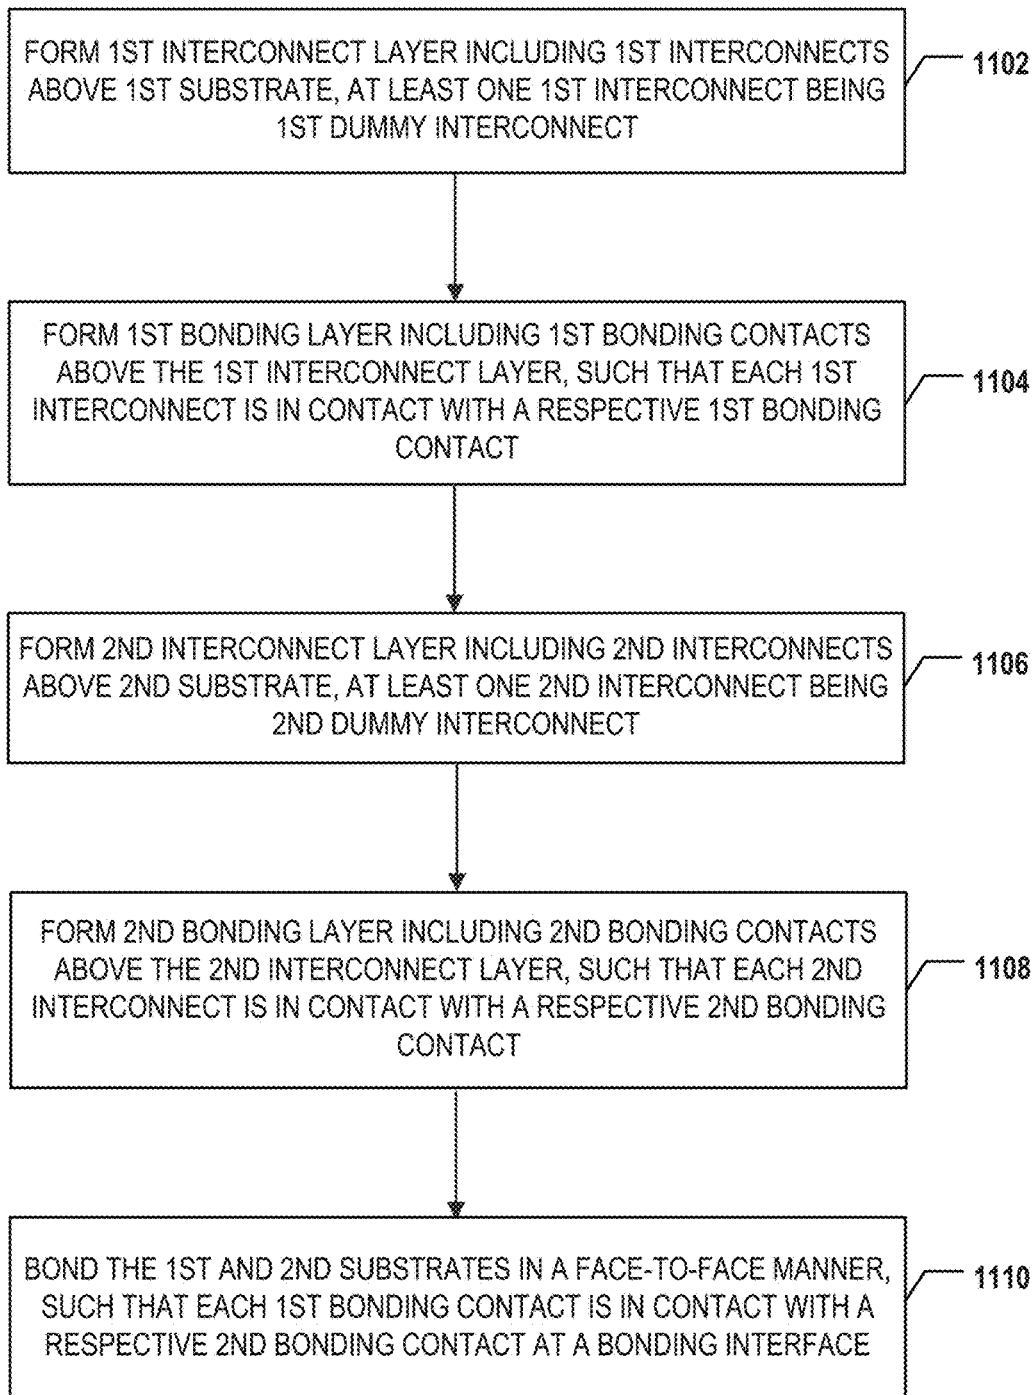 FORM 1ST INTERCONNECT LAYER INCLUDING 1ST INTERCONNECTS
ABOVE 1ST SUBSTRATE, AT LEAST ONE 1ST INTERCONNECT BEING
1ST DUMMY INTERCONNECT
1102
FORM 1ST BONDING LAYER INCLUDING 1ST BONDING CONTACTS
ABOVE THE 1ST INTERCONNECT LAYER, SUCH THAT EACH 1ST
INTERCONNECT IS IN CONTACT WITH A RESPECTIVE 1ST BONDING
CONTACT
1104
FORM 2ND INTERCONNECT LAYER INCLUDING 2ND INTERCONNECTS
ABOVE 2ND SUBSTRATE, AT LEAST ONE 2ND INTERCONNECT BEING
2ND DUMMY INTERCONNECT
1106
FORM 2ND BONDING LAYER INCLUDING 2ND BONDING CONTACTS
ABOVE THE 2ND INTERCONNECT LAYER, SUCH THAT EACH 2ND
INTERCONNECT IS IN CONTACT WITH A RESPECTIVE 2ND BONDING
CONTACT
1108
BOND THE 1ST AND 2ND SUBSTRATES IN A FACE-TO-FACE MANNER,
SUCH THAT EACH 1ST BONDING CONTACT IS IN CONTACT WITH A
RESPECTIVE 2ND BONDING CONTACT AT A BONDING INTERFACE
1110